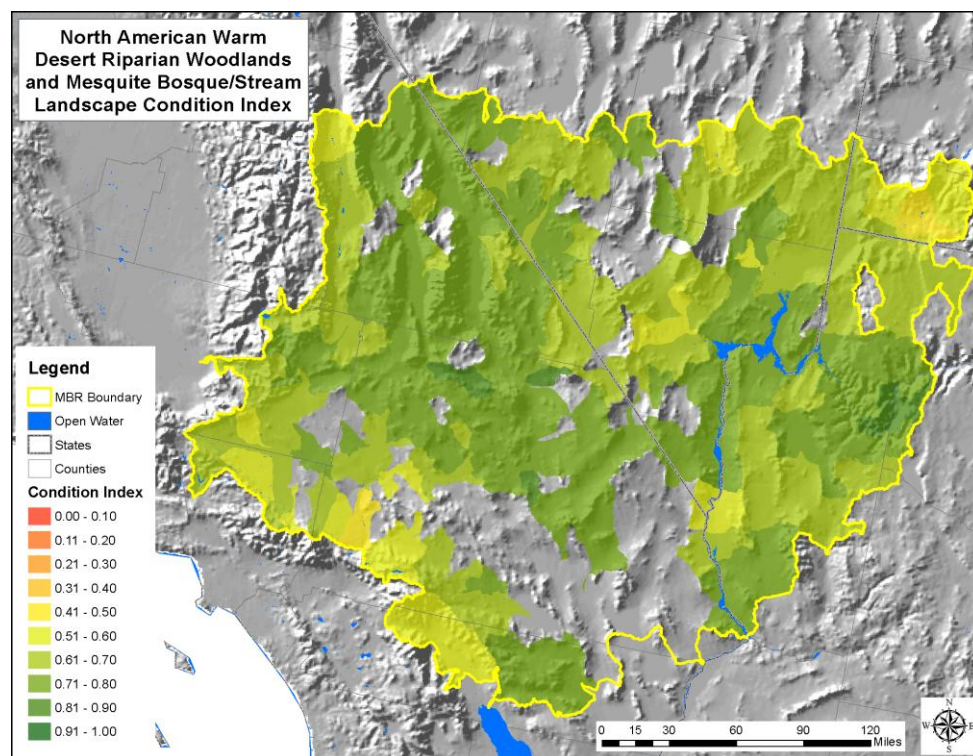 North American Warm
Desert Riparian Woodlands
and Mesquite Bosque/Stream
Landscape Condition Index
Legend
MBR Boundary
Open Water
States
Counties
Condition Index
0.00 - 0.10
0.11 - 0.20
0.21 - 0.30
0.31 - 0.40
0.41 - 0.50
0.51 - 0.60
0.61 - 0.70
0.71 - 0.80
0.81 - 0.90
0.91 - 1.00
0 15 30 60 90 120
Miles
N
W E
S